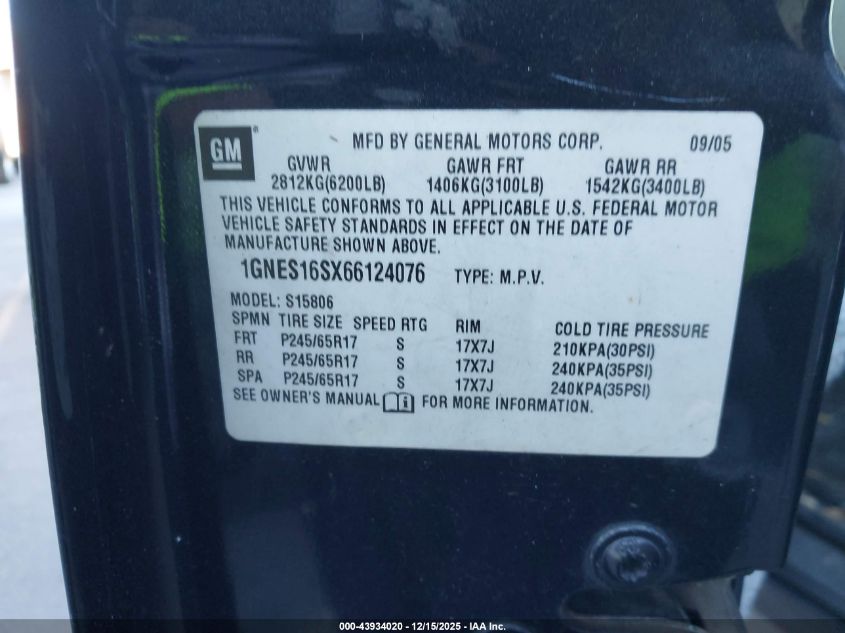 GM
®
MFD BY GENERAL MOTORS CORP. 09/05
GVWR GAWR FRT GAWR RR
2812KG(6200LB) 1406KG(3100LB) 1542KG(3400LB)
THIS VEHICLE CONFORMS TO ALL APPLICABLE U.S. FEDERAL MOTOR
VEHICLE SAFETY STANDARDS IN EFFECT ON THE DATE OF
MANUFACTURE SHOWN ABOVE.
1GNES16SX66124076 TYPE: M.P.V.
MODEL: S15806
SPMN TIRE SIZE SPEED RTG RIM COLD TIRE PRESSURE
FRT P245/65R17 S 17X7J 210KPA(30PSI)
RR P245/65R17 S 17X7J 240KPA(35PSI)
SPA P245/65R17 S 17X7J 240KPA(35PSI)
SEE OWNER'S MANUAL i FOR MORE INFORMATION.
000-43934020 - 12/15/2025 - IAA Inc.